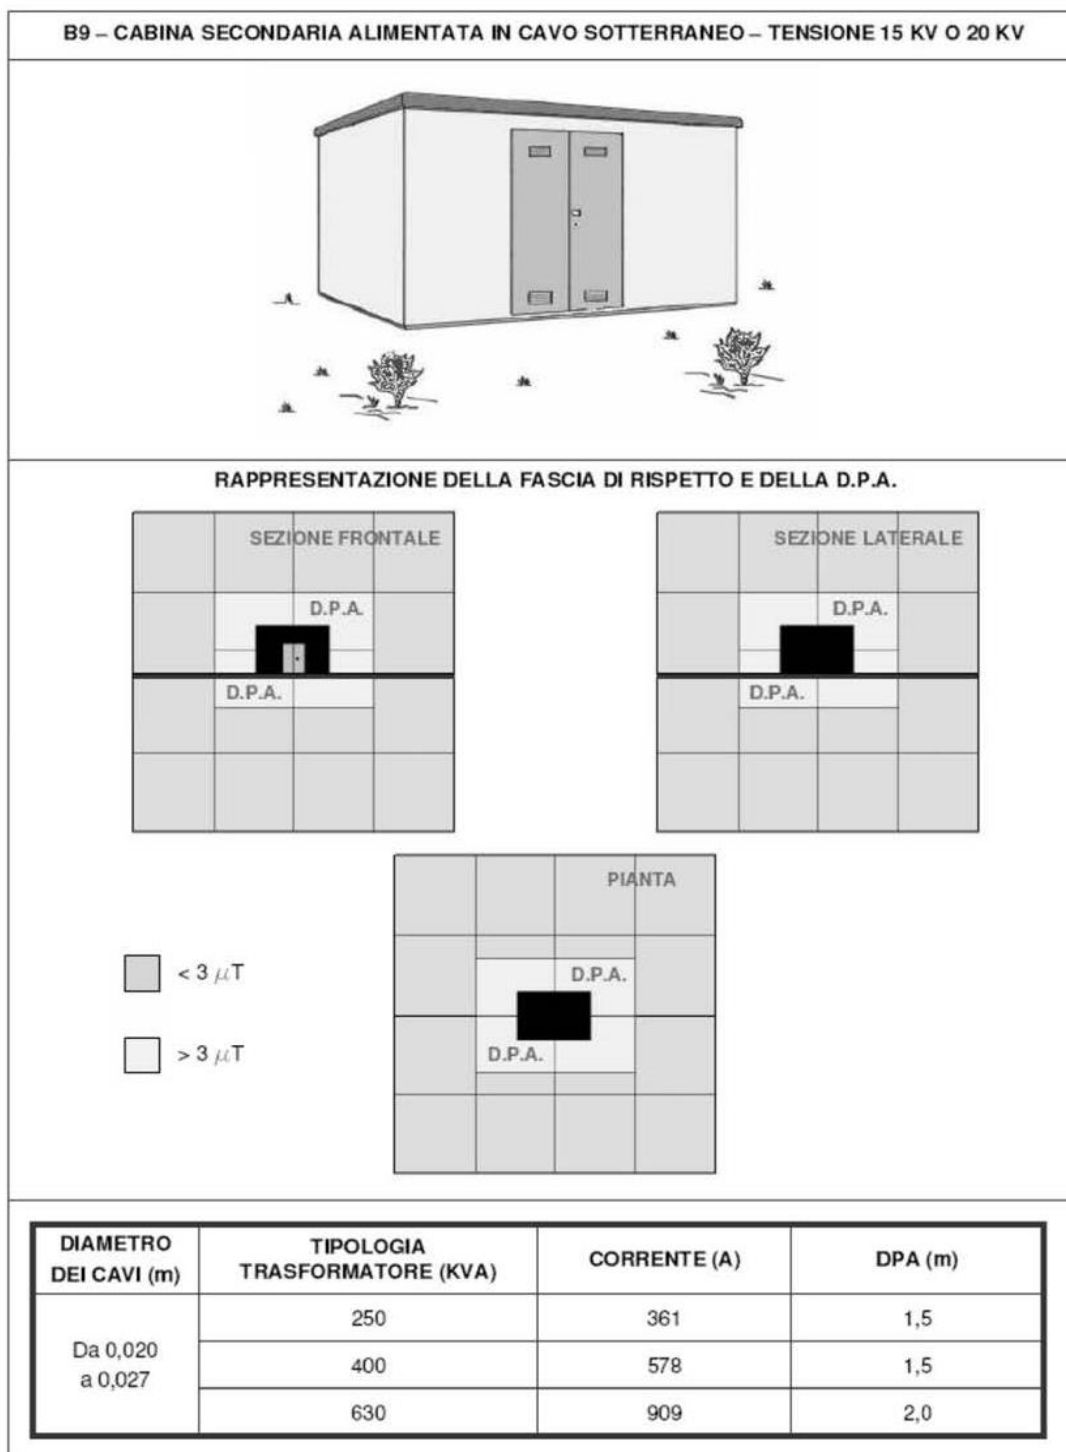 B9 – CABINA SECONDARIA ALIMENTATA IN CAVO SOTTERRANEO – TENSIONE 15 KV O 20 KV
RAPPRESENTAZIONE DELLA FASCIA DI RISPETTO E DELLA D.P.A.
SEZIONE FRONTALE
D.P.A.
D.P.A.
SEZIONE LATERALE
D.P.A.
D.P.A.
PIANTA
D.P.A.
D.P.A.
< 3 μT
> 3 μT
DIAMETRO
DEI CAVI (m)
TIPOLOGIA
TRASFORMATORE (KVA)
CORRENTE (A)
DPA (m)
Da 0,020
a 0,027
250 361 1,5
400 578 1,5
630 909 2,0